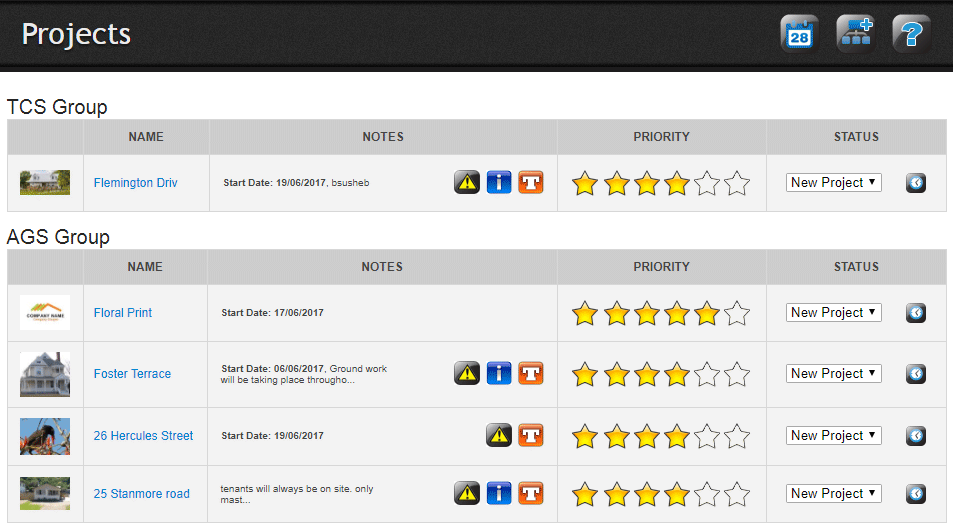 Projects
28
?
TCS Group
NAME NOTES PRIORITY STATUS
Flemington Driv Start Date: 19/06/2017, bsusheb i T New Project
AGS Group
NAME NOTES PRIORITY STATUS
COMPANY NAME
Floral Print Start Date: 17/06/2017 New Project
Foster Terrace Start Date: 06/06/2017, Ground work
will be taking place througho... i T New Project
26 Hercules Street Start Date: 19/06/2017 T New Project
25 Stanmore road tenants will always be on site. only
mast... i T New Project